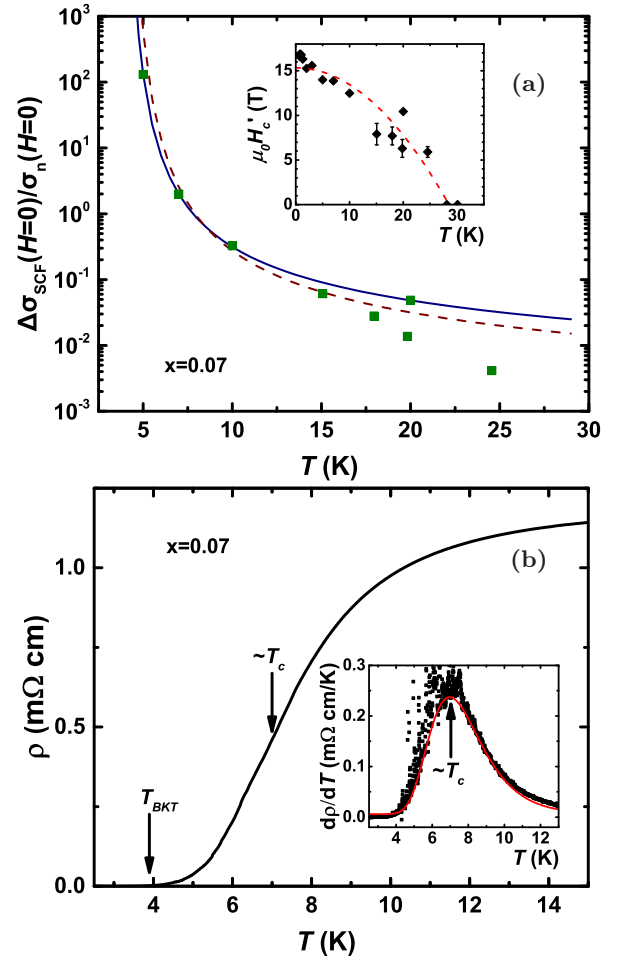 (a)
Δσ_SCF(H=0)/σ_n(H=0)
10^3
10^2
10^1
10^0
10^-1
10^-2
10^-3
x=0.07
5 10 15 20 25 30
T (K)
μ_0H_c' (T)
15
10
5
0
0 10 20 30
T (K)
(b)
ρ (mΩ cm)
1.0
0.5
0.0
x=0.07
~T_c
T_BKT
4 6 8 10 12 14
T (K)
dρ/dT (mΩ cm/K)
0.3
0.2
0.1
0.0
~T_c
4 6 8 10 12
T (K)